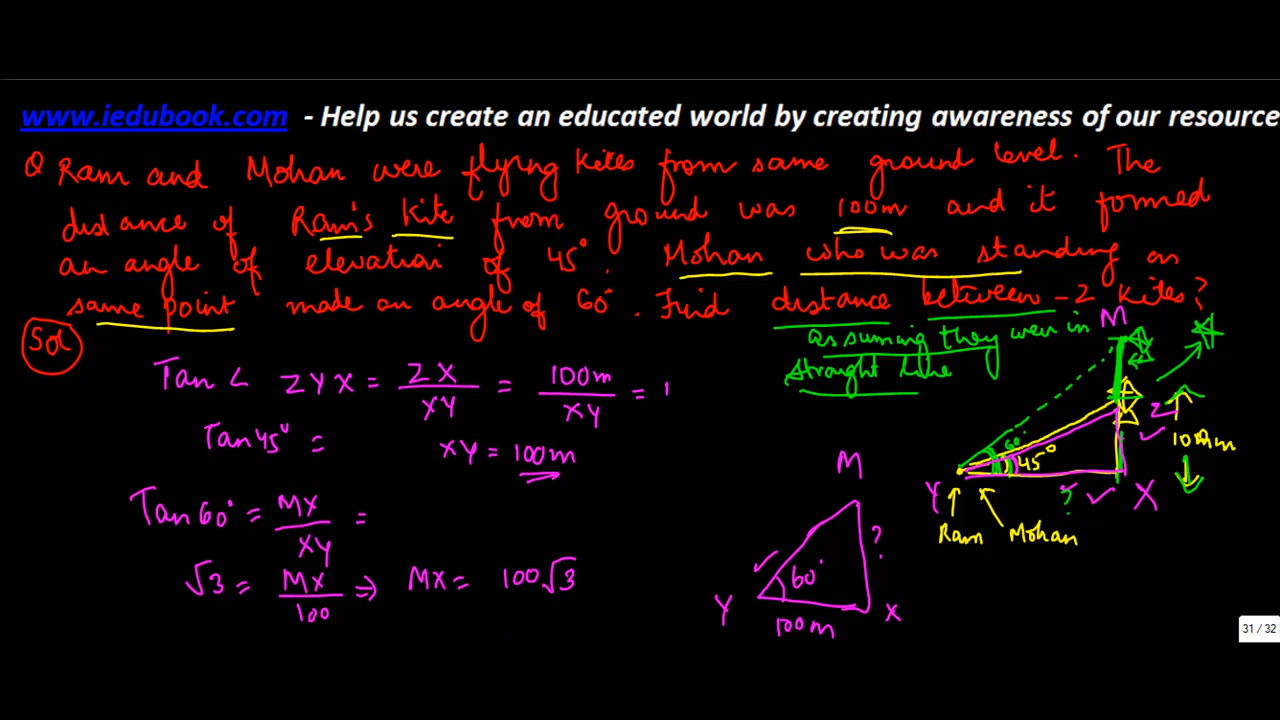 www.iedubook.com - Help us create an educated world by creating awareness of our resource
Q Ram and Mohan were flying kites from same ground level. The
distance of Ram's kite from ground was 100m and it formed
an angle of elevation of 45°. Mohan who was standing on
same point made an angle of 60°. Find distance between - 2 kites?
Sol
assuming they were in
straight line
Tan < ZYX = ZX/XY = 100m/XY = 1
Tan45° =
XY = 100m
Tan60° = MX/XY =
√3 = MX/100 => MX = 100√3
M
?
60°
Y
100m
X
M
60°
45°
Z
100m
Y
?
X
Ram
Mohan
31 / 32